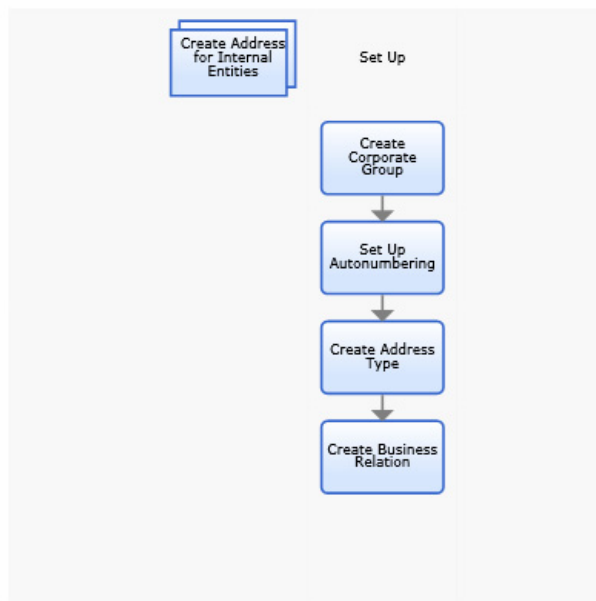 Create Address
for Internal
Entities
Set Up
Create
Corporate
Group
Set Up
Autonumbering
Create Address
Type
Create Business
Relation